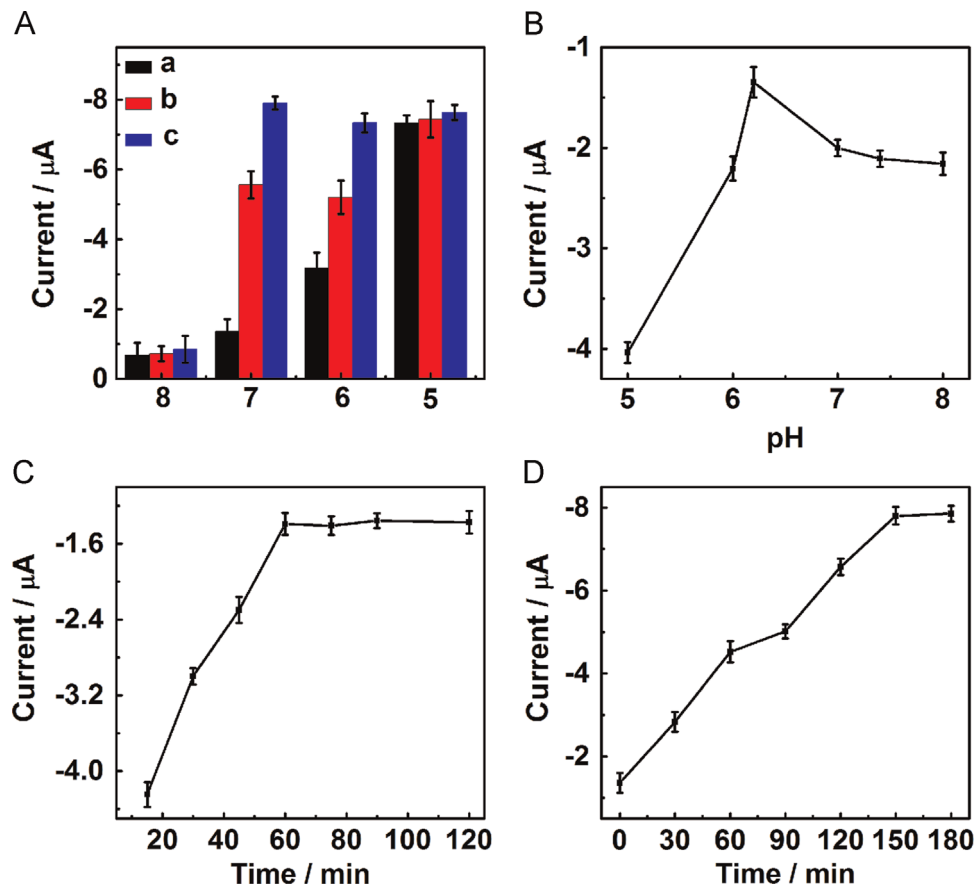 A
a
b
c
Current / μA
-8
-6
-4
-2
0
8 7 6 5
B
Current / μA
-1
-2
-3
-4
5 6 7 8
pH
C
Current / μA
-1.6
-2.4
-3.2
-4.0
20 40 60 80 100 120
Time / min
D
Current / μA
-8
-6
-4
-2
0 30 60 90 120 150 180
Time / min